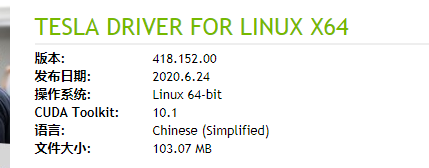 TESLA DRIVER FOR LINUX X64
版本: 418.152.00
发布日期: 2020.6.24
操作系统: Linux 64-bit
CUDA Toolkit: 10.1
语言: Chinese (Simplified)
文件大小: 103.07 MB